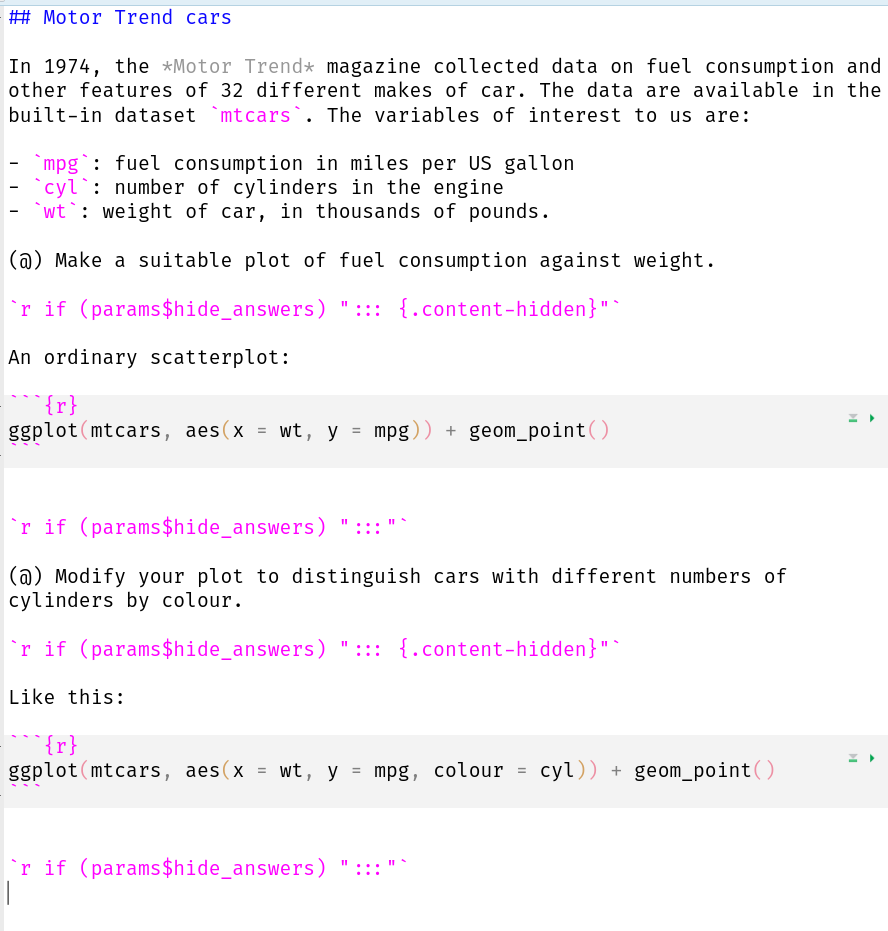 ## Motor Trend cars
In 1974, the *Motor Trend* magazine collected data on fuel consumption and
other features of 32 different makes of car. The data are available in the
built-in dataset `mtcars`. The variables of interest to us are:
- `mpg`: fuel consumption in miles per US gallon
- `cyl`: number of cylinders in the engine
- `wt`: weight of car, in thousands of pounds.
(@) Make a suitable plot of fuel consumption against weight.
`r if (params$hide_answers) "::: {.content-hidden}"`
An ordinary scatterplot:
```{r}
ggplot(mtcars, aes(x = wt, y = mpg)) + geom_point()
```
`r if (params$hide_answers) ":::"`
(@) Modify your plot to distinguish cars with different numbers of
cylinders by colour.
`r if (params$hide_answers) "::: {.content-hidden}"`
Like this:
```{r}
ggplot(mtcars, aes(x = wt, y = mpg, colour = cyl)) + geom_point()
```
`r if (params$hide_answers) ":::"`